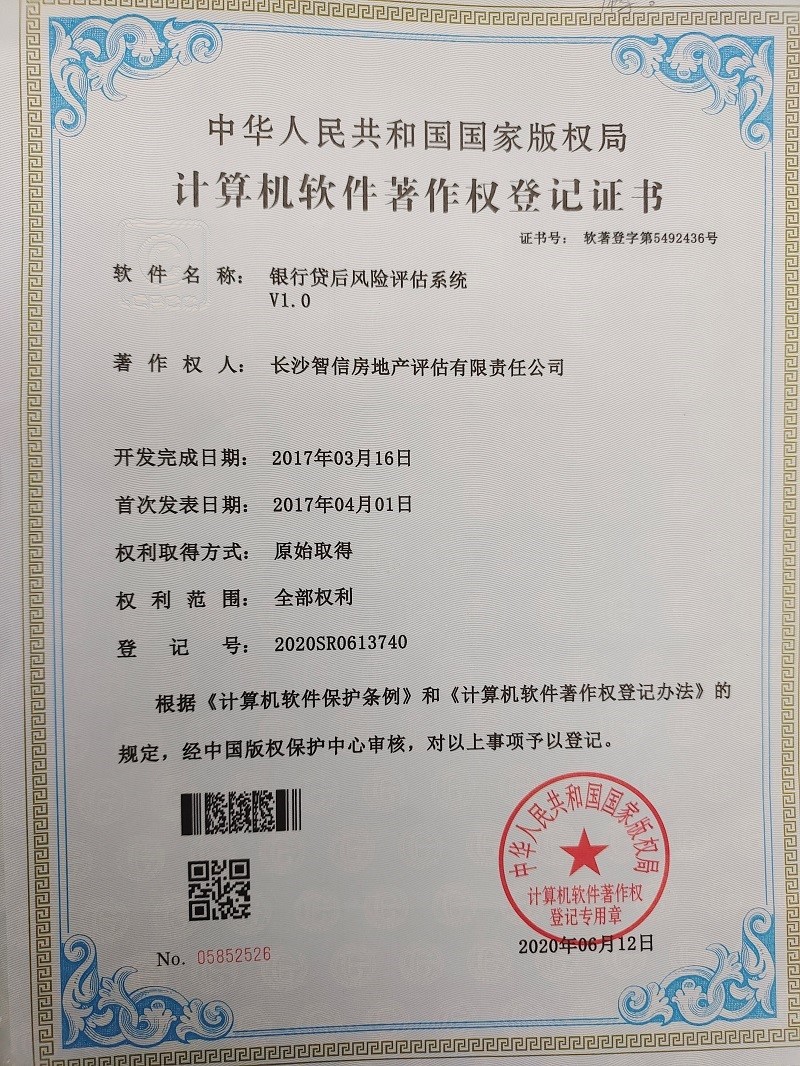 中华人民共和国国家版权局
计算机软件著作权登记证书
证书号： 软著登字第5492436号
软件名称： 银行贷后风险评估系统
V1.0
著作权人： 长沙智信房地产评估有限责任公司
开发完成日期： 2017年03月16日
首次发表日期： 2017年04月01日
权利取得方式： 原始取得
权利范围： 全部权利
登记号： 2020SR0613740
根据《计算机软件保护条例》和《计算机软件著作权登记办法》的
规定，经中国版权保护中心审核，对以上事项予以登记。
中华人民共和国国家版权局
计算机软件著作权
登记专用章
No. 05852526
2020年06月12日